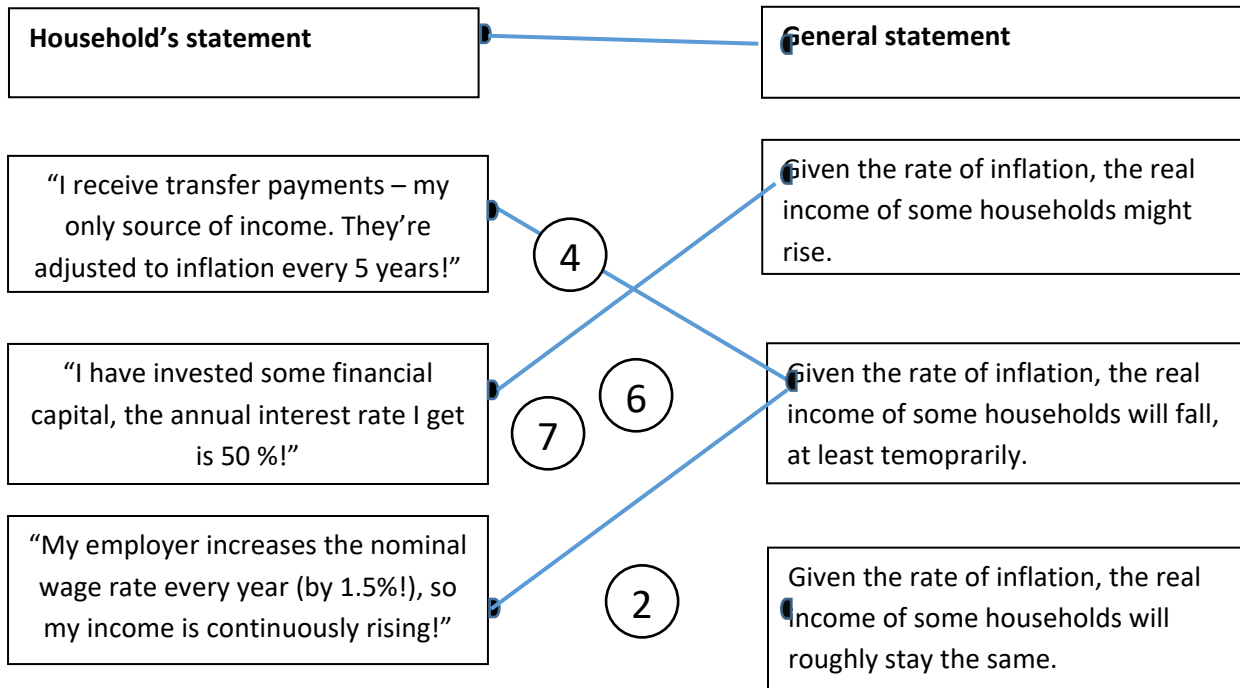 Household’s statement
General statement
“I receive transfer payments – my
only source of income. They’re
adjusted to inflation every 5 years!”
4
Given the rate of inflation, the real
income of some households might
rise.
“I have invested some financial
capital, the annual interest rate I get
is 50 %!”
7
6
Given the rate of inflation, the real
income of some households will fall,
at least temoprarily.
“My employer increases the nominal
wage rate every year (by 1.5%!), so
my income is continuously rising!”
2
Given the rate of inflation, the real
income of some households will
roughly stay the same.